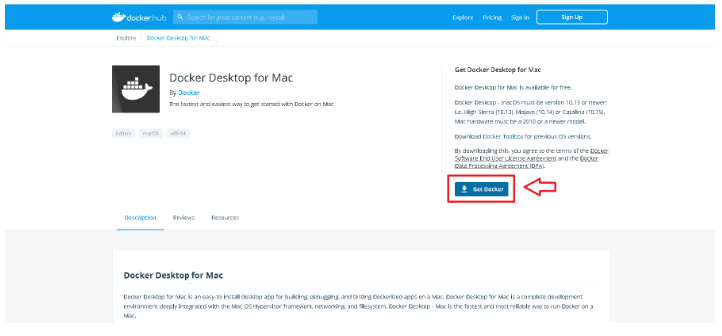 dockerhub
Search for great content (e.g., mysql)
Explore Pricing Sign In Sign Up
Explore Docker Desktop for Mac
Docker Desktop for Mac
By Docker
The fastest and easiest way to get started with Docker on Mac
Edition macOS x86-64
Get Docker Desktop for Mac
Docker Desktop for Mac is available for free.
Docker Desktop - macOS must be version 10.13 or newer:
i.e. High Sierra (10.13), Mojave (10.14) or Catalina (10.15).
Mac hardware must be a 2010 or a newer model.
Download Docker Toolbox for previous OS versions.
By downloading this, you agree to the terms of the Docker
Software End User License Agreement and the Docker
Data Processing Agreement (DPA).
Get Docker
Description Reviews Resources
Docker Desktop for Mac
Docker Desktop for Mac is an easy-to-install desktop app for building, debugging, and testing Dockerized apps on a Mac. Docker Desktop for Mac is a complete development
environment deeply integrated with the Mac OS Hypervisor framework, networking, and filesystem. Docker Desktop - Mac is the fastest and most reliable way to run Docker on a
Mac.